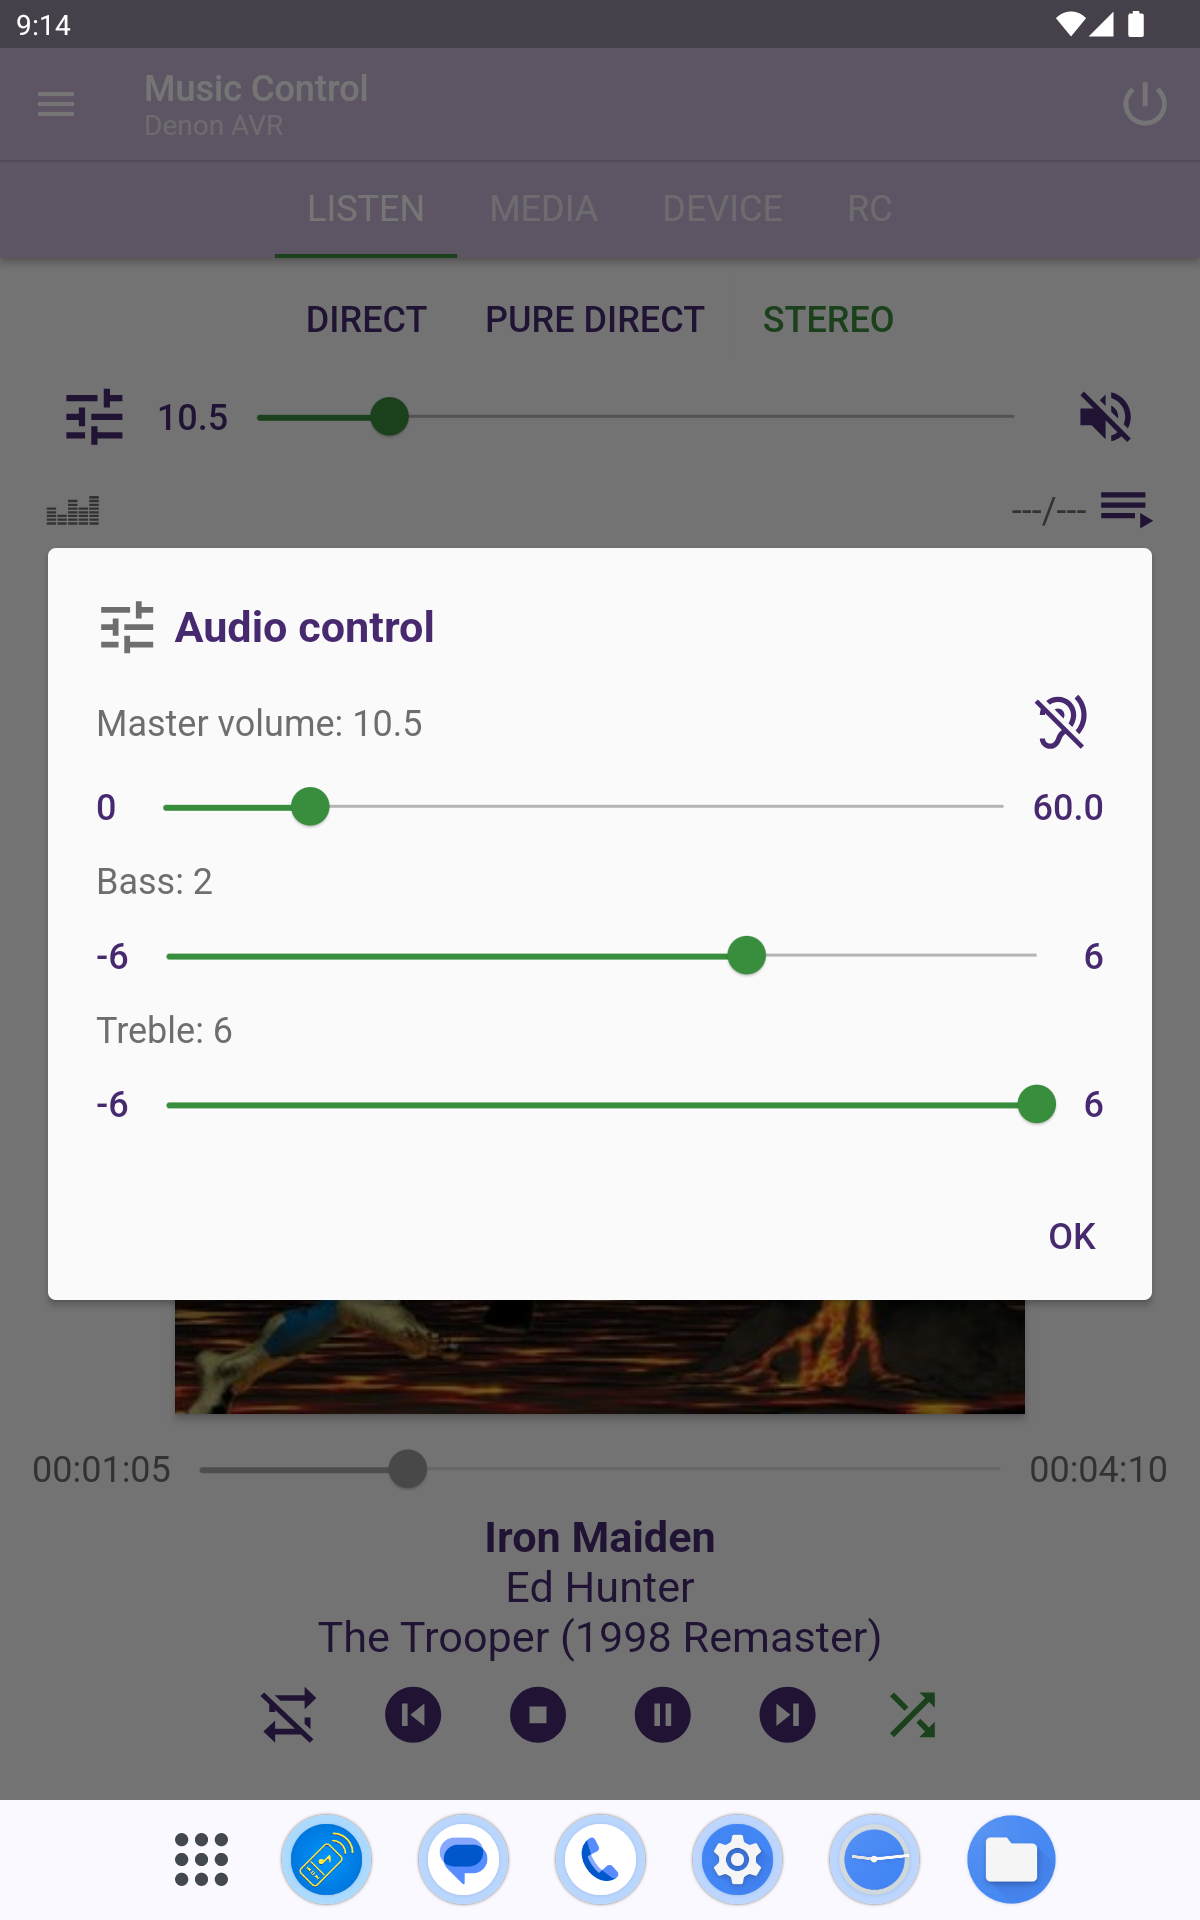 9:14
Music Control
Denon AVR
LISTEN MEDIA DEVICE RC
DIRECT PURE DIRECT STEREO
10.5
---/---
Audio control
Master volume: 10.5
0 60.0
Bass: 2
-6 6
Treble: 6
-6 6
OK
00:01:05 00:04:10
Iron Maiden
Ed Hunter
The Trooper (1998 Remaster)